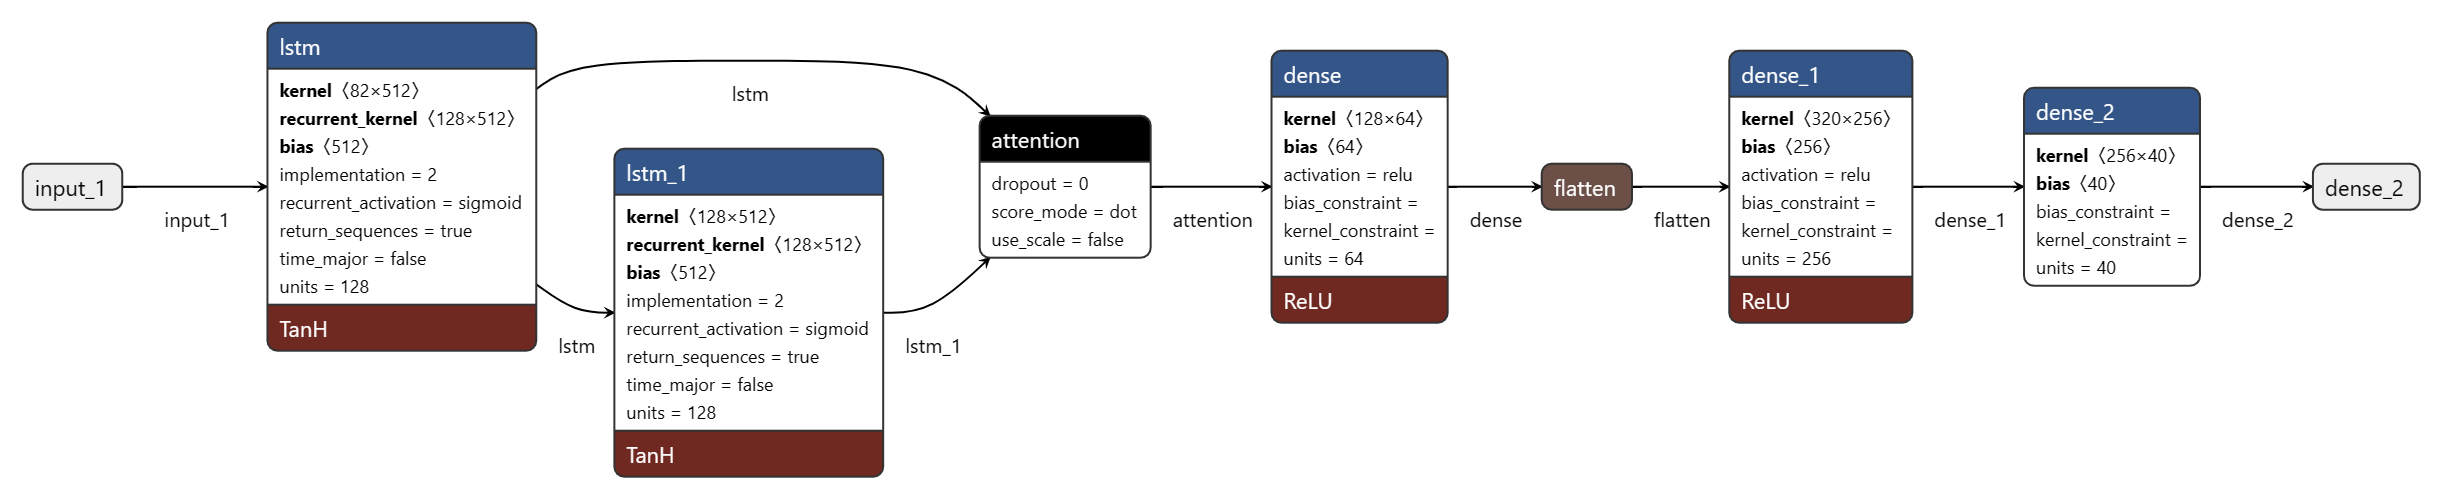 input_1
input_1
lstm
kernel〈82×512〉
recurrent_kernel〈128×512〉
bias〈512〉
implementation = 2
recurrent_activation = sigmoid
return_sequences = true
time_major = false
units = 128
TanH
lstm
lstm
lstm_1
kernel〈128×512〉
recurrent_kernel〈128×512〉
bias〈512〉
implementation = 2
recurrent_activation = sigmoid
return_sequences = true
time_major = false
units = 128
TanH
lstm_1
attention
dropout = 0
score_mode = dot
use_scale = false
attention
dense
kernel〈128×64〉
bias〈64〉
activation = relu
bias_constraint =
kernel_constraint =
units = 64
ReLU
dense
flatten
flatten
dense_1
kernel〈320×256〉
bias〈256〉
activation = relu
bias_constraint =
kernel_constraint =
units = 256
ReLU
dense_1
dense_2
kernel〈256×40〉
bias〈40〉
bias_constraint =
kernel_constraint =
units = 40
dense_2
dense_2